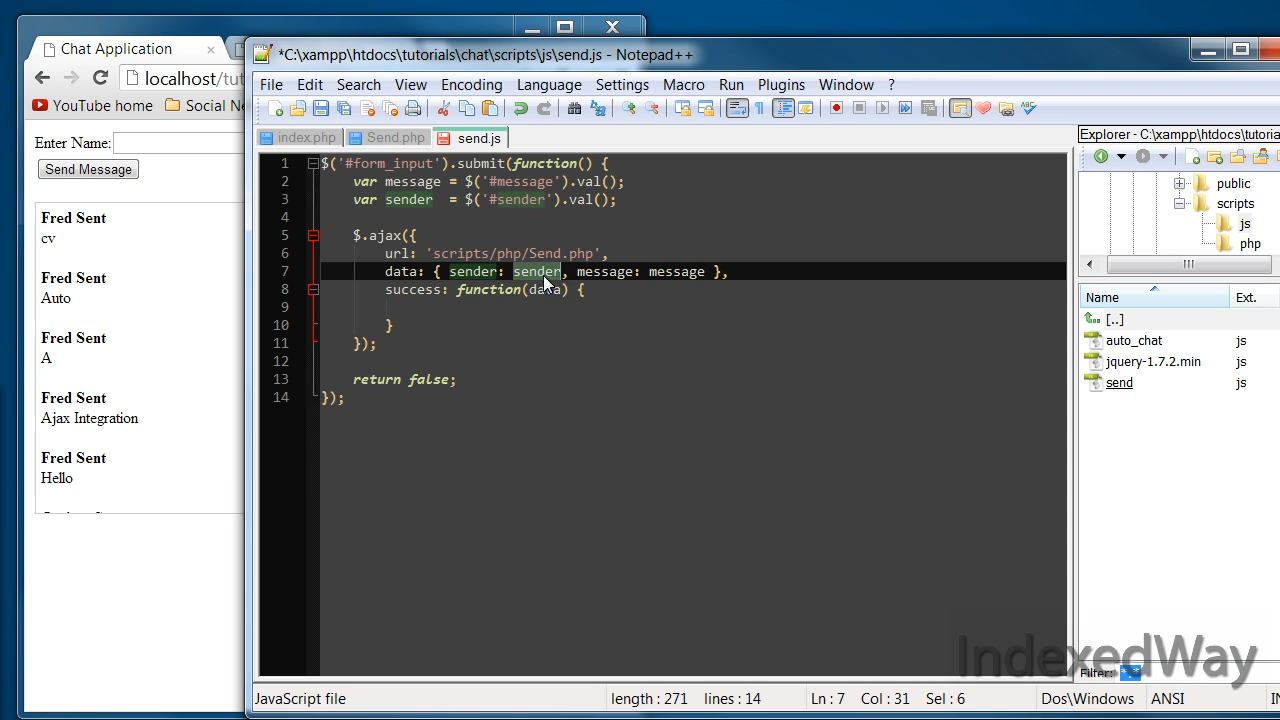 Chat Application
localhost/tut
YouTube home
Social Ne
Enter Name:
Send Message
Fred Sent
cv
Fred Sent
Auto
Fred Sent
A
Fred Sent
Ajax Integration
Fred Sent
Hello
*C:\xampp\htdocs\tutorials\chat\scripts\js\send.js - Notepad++
File Edit Search View Encoding Language Settings Macro Run Plugins Window ?
index.php Send.php send.js
1 $('#form_input').submit(function() {
2 var message = $('#message').val();
3 var sender  = $('#sender').val();
4
5 $.ajax({
6 url: 'scripts/php/Send.php',
7 data: { sender: sender, message: message },
8 success: function(data) {
9
10 }
11 });
12
13 return false;
14 });
Explorer - C:\xampp\htdocs\tutoria
public
scripts
js
php
Name Ext.
[..]
auto_chat js
jquery-1.7.2.min js
send js
IndexedWay
Filter: *.*
JavaScript file length : 271 lines : 14 Ln : 7 Col : 31 Sel : 6 Dos\Windows ANSI IN